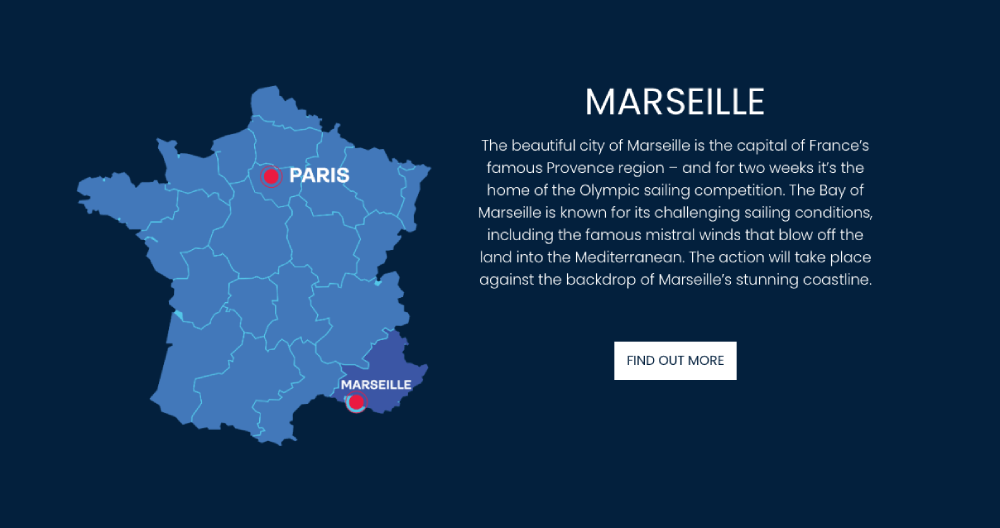 PARIS
MARSEILLE
MARSEILLE
The beautiful city of Marseille is the capital of France’s
famous Provence region – and for two weeks it’s the
home of the Olympic sailing competition. The Bay of
Marseille is known for its challenging sailing conditions,
including the famous mistral winds that blow off the
land into the Mediterranean. The action will take place
against the backdrop of Marseille’s stunning coastline.
FIND OUT MORE